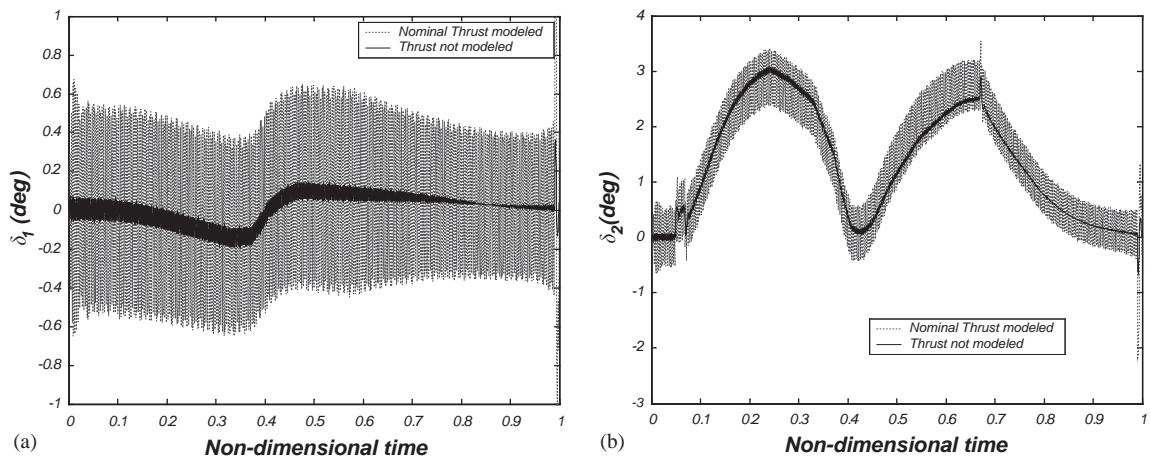 1
0.8
0.6
0.4
0.2
0
-0.2
-0.4
-0.6
-0.8
-1
δ1 (deg)
Nominal Thrust modeled
Thrust not modeled
0 0.1 0.2 0.3 0.4 0.5 0.6 0.7 0.8 0.9 1
(a)
Non-dimensional time
4
3
2
1
0
-1
-2
-3
δ2(deg)
Nominal Thrust modeled
Thrust not modeled
0 0.1 0.2 0.3 0.4 0.5 0.6 0.7 0.8 0.9 1
(b)
Non-dimensional time